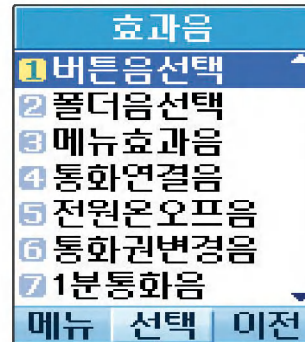 효과음
1 버튼음선택
2 폴더음선택
3 메뉴효과음
4 통화연결음
5 전원온오프음
6 통화권변경음
7 1분통화음
메뉴 선택 이전